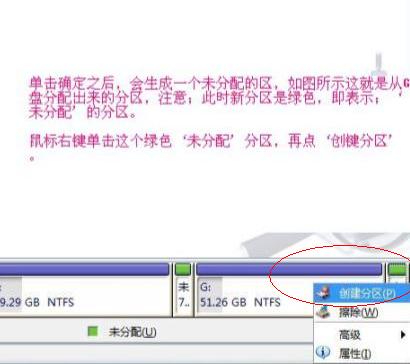 单击确定之后，会生成一个未分配的区，如图所示这就是从G
盘分配出来的分区，注意：此时新分区是绿色，即表示：‘
未分配’的分区。
鼠标右键单击这个绿色‘未分配’分区，再点‘创键分区’
。
9.29 GB NTFS
未
7..
G:
51.26 GB NTFS
未分配(U)
创建分区(P)
擦除(W)
高级
属性(I)